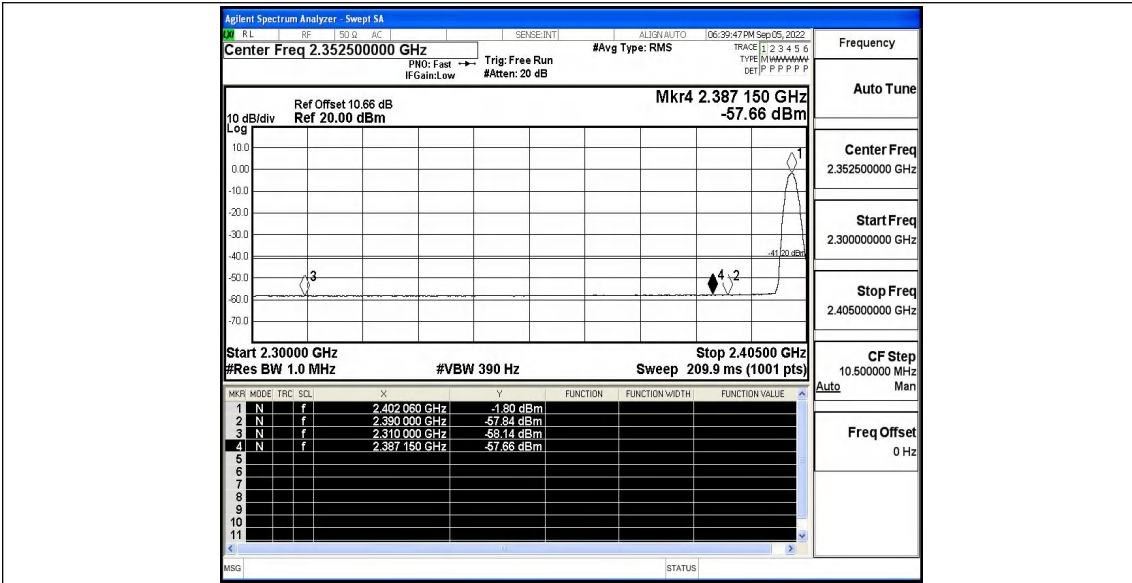 Agilent Spectrum Analyzer - Swept SA
LXI RL RF 50 Ω AC SENSE:INT ALIGN AUTO 06:39:47 PM Sep 05, 2022
Center Freq 2.352500000 GHz #Avg Type: RMS TRACE 1 2 3 4 5 6
PNO: Fast Trig: Free Run TYPE M WWWWW
IFGain:Low #Atten: 20 dB DET P P P P P P
Mkr4 2.387 150 GHz
-57.66 dBm
Ref Offset 10.66 dB
10 dB/div Ref 20.00 dBm
Log
10.0
0.00
-10.0
-20.0
-30.0
-40.0
-50.0
-60.0
-70.0
1
-41.20 dBm
3
4
2
Start 2.30000 GHz Stop 2.40500 GHz
#Res BW 1.0 MHz #VBW 390 Hz Sweep 209.9 ms (1001 pts)
MKR MODE TRC SCL X Y FUNCTION FUNCTION WIDTH FUNCTION VALUE
1 N f 2.402 060 GHz -1.80 dBm
2 N f 2.390 000 GHz -57.84 dBm
3 N f 2.310 000 GHz -58.14 dBm
4 N f 2.387 150 GHz -57.66 dBm
5
6
7
8
9
10
11
MSG STATUS
Frequency
Auto Tune
Center Freq
2.352500000 GHz
Start Freq
2.300000000 GHz
Stop Freq
2.405000000 GHz
CF Step
10.500000 MHz
Auto Man
Freq Offset
0 Hz